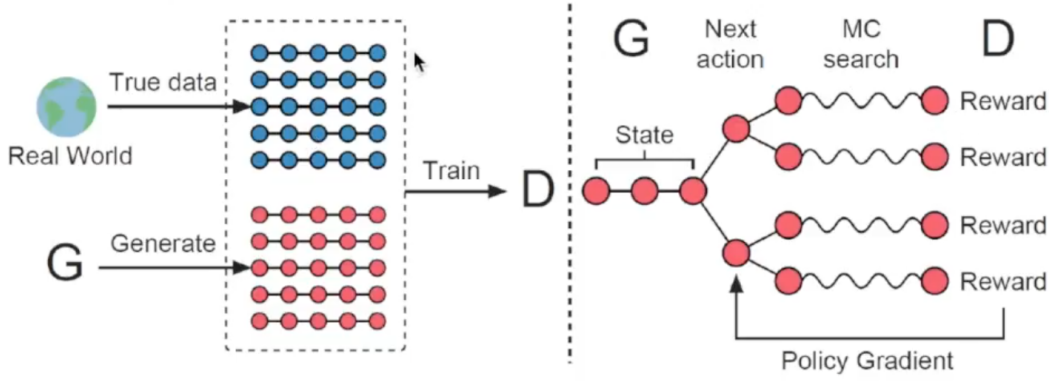 True data
Real World
G
Generate
Train
D
G
Next
action
MC
search
D
State
Reward
Reward
Reward
Reward
Policy Gradient